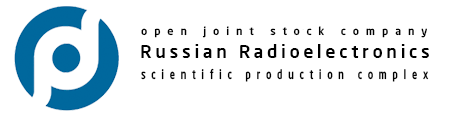 open joint stock company
Russian Radioelectronics
scientific production complex